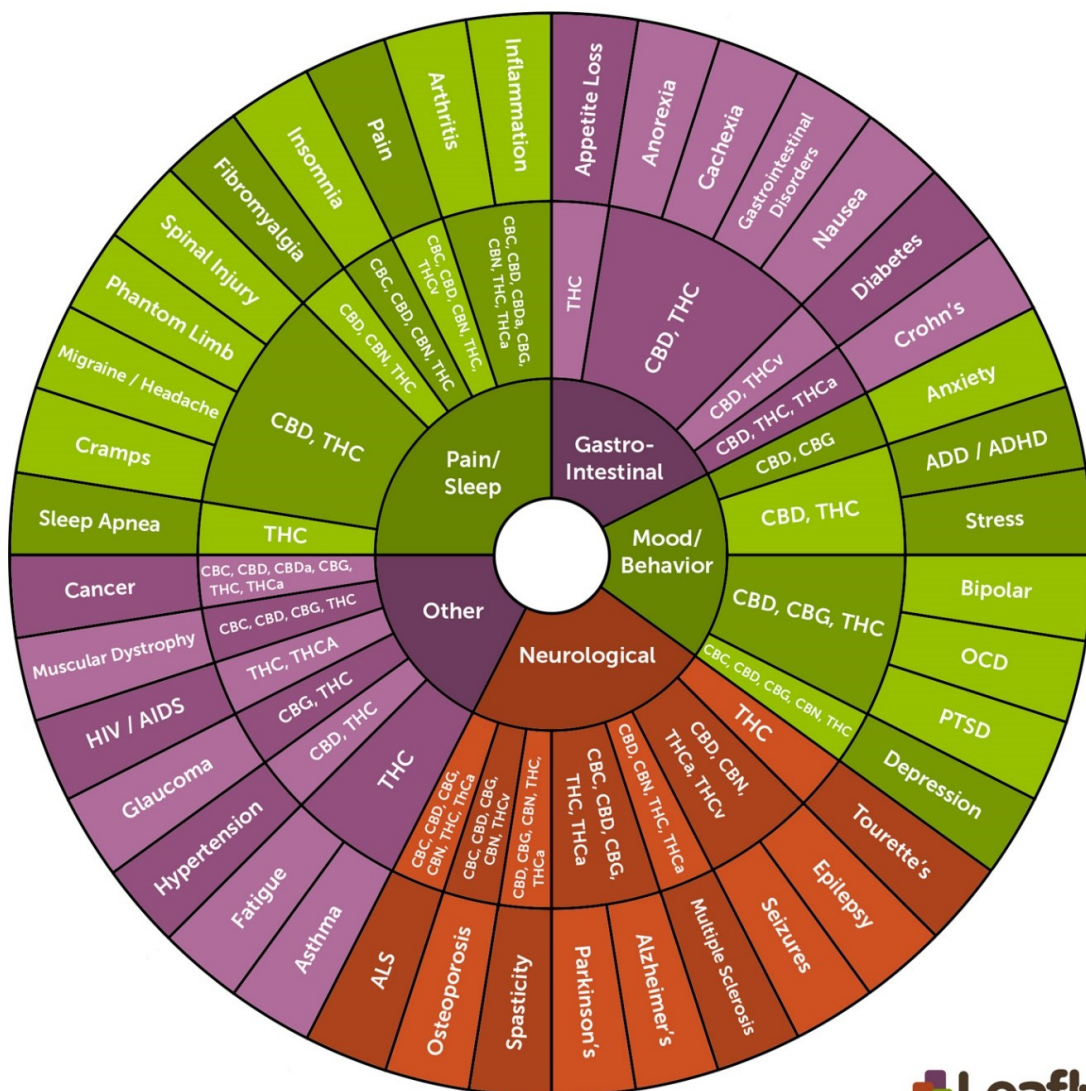 Inflammation
Arthritis
Pain
Insomnia
Fibromyalgia
Spinal Injury
Phantom Limb
Migraine / Headache
Cramps
Sleep Apnea
CBC, CBD, CBDa, CBG,
CBN, THC, THCa
CBC, CBD, CBN, THC,
THCv
CBC, CBD, CBN, THC
CBD, CBN, THC
CBD, THC
THC
Pain/
Sleep
Appetite Loss
Anorexia
Cachexia
Gastrointestinal
Disorders
Nausea
Diabetes
Crohn's
THC
CBD, THC
CBD, THCv
CBD, THC, THCa
Gastro-
Intestinal
Anxiety
ADD / ADHD
Stress
Bipolar
OCD
PTSD
Depression
CBD, CBG
CBD, THC
CBD, CBG, THC
CBC, CBD, CBG, CBN, THC
Mood/
Behavior
Tourette's
Epilepsy
Seizures
Multiple Sclerosis
Alzheimer's
Parkinson's
Spasticity
Osteoporosis
ALS
THC
CBD, CBN,
THCa, THCv
CBD, CBN, THC, THCa
CBC, CBD, CBG,
THC, THCa
CBD, CBG, CBN, THC,
THCa
CBC, CBD, CBG,
CBN, THCv
CBC, CBD, CBG,
CBN, THC, ThCa
Neurological
Cancer
Muscular Dystrophy
HIV / AIDS
Glaucoma
Hypertension
Fatigue
Asthma
CBC, CBD, CBDa, CBG,
THC, THCa
CBC, CBD, CBG, THC
THC, THCA
CBG, THC
CBD, THC
THC
Other